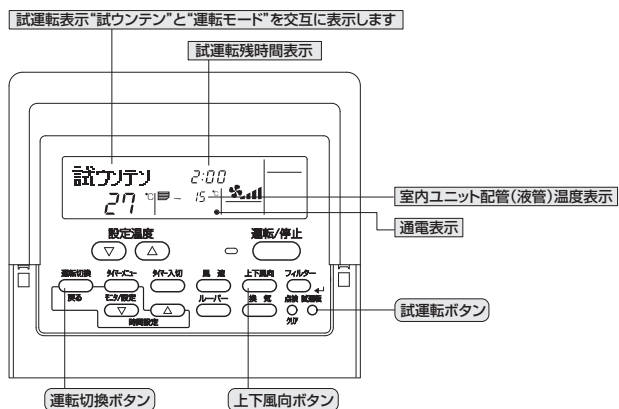 試運転表示“試ウンテン”と“運転モード”を交互に表示します
試運転残時間表示
試ウンテン 2:00
27 ℃ – 15 ℃
室内ユニット配管(液管)温度表示
通電表示
設定温度 運転/停止
▽ △
運転切換 タイマーメニュー タイマー入切 風 速 上下風向 フィルター
戻る モニタ/設定 ルーバー 換 気 点検 試運転
▽ △ クリア
時間設定
試運転ボタン
運転切換ボタン 上下風向ボタン